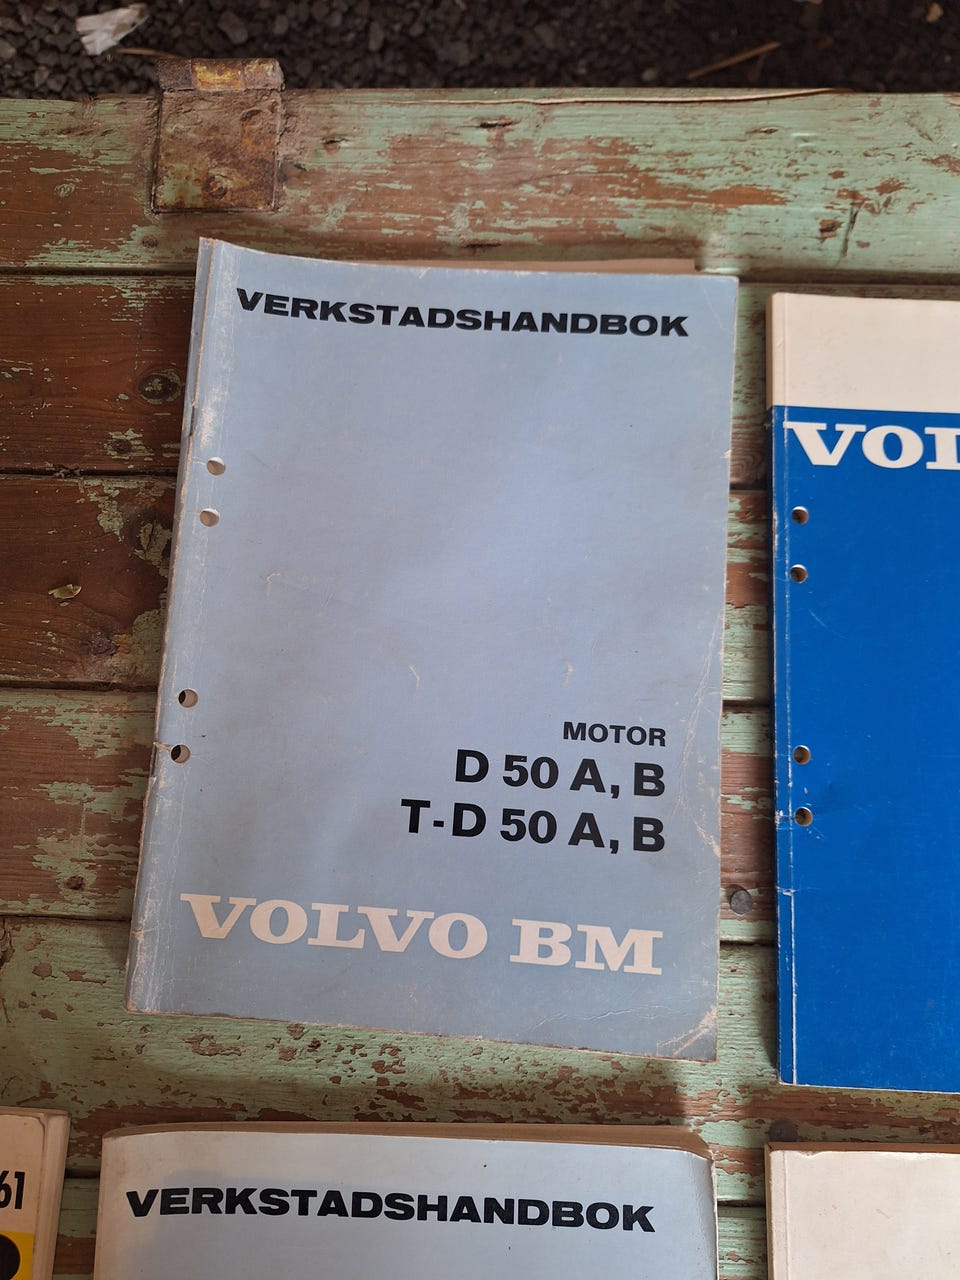 VERKSTADSHANDBOK
MOTOR
D 50 A, B
T-D 50 A, B
VOLVO BM
VOL
61
VERKSTADSHANDBOK